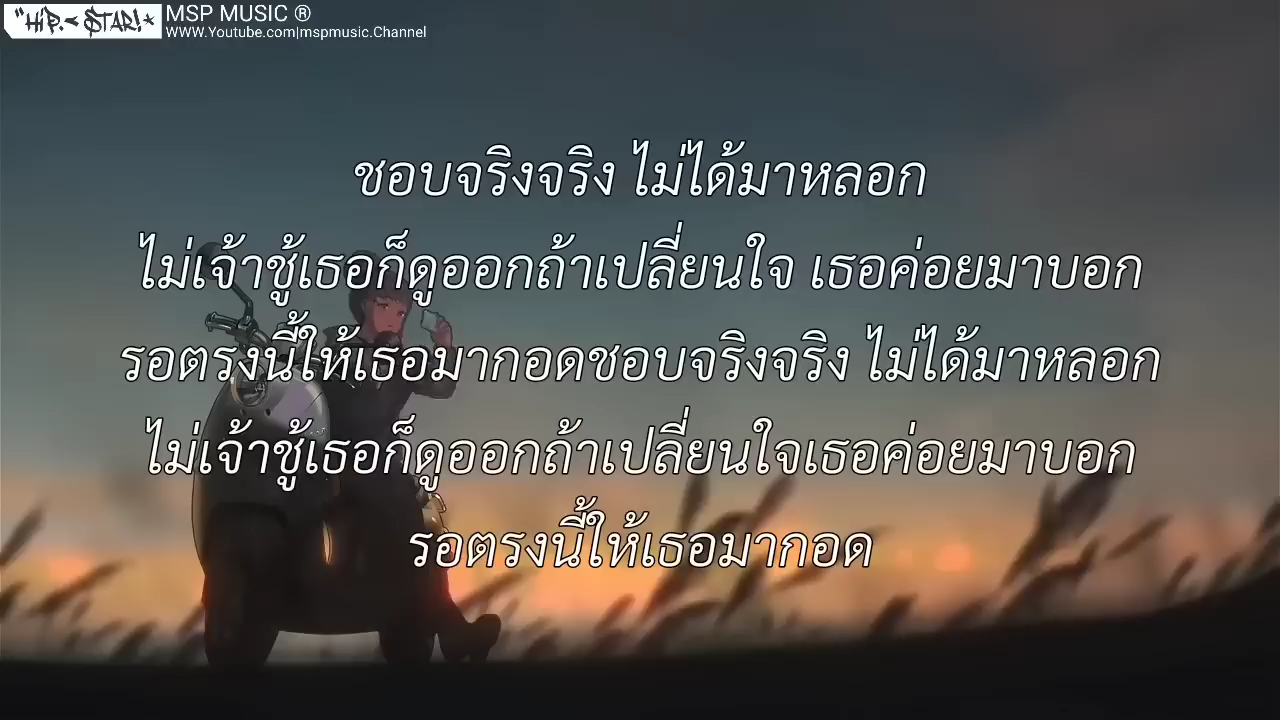 "HiP.< STAR!*
MSP MUSIC ®
WWW.Youtube.com|mspmusic.Channel
ชอบจริงจริง ไม่ได้มาหลอก
ไม่เจ้าชู้เธอก็ดูออกถ้าเปลี่ยนใจ เธอค่อยมาบอก
รอตรงนี้ให้เธอมากอดชอบจริงจริง ไม่ได้มาหลอก
ไม่เจ้าชู้เธอก็ดูออกถ้าเปลี่ยนใจเธอค่อยมาบอก
รอตรงนี้ให้เธอมากอด